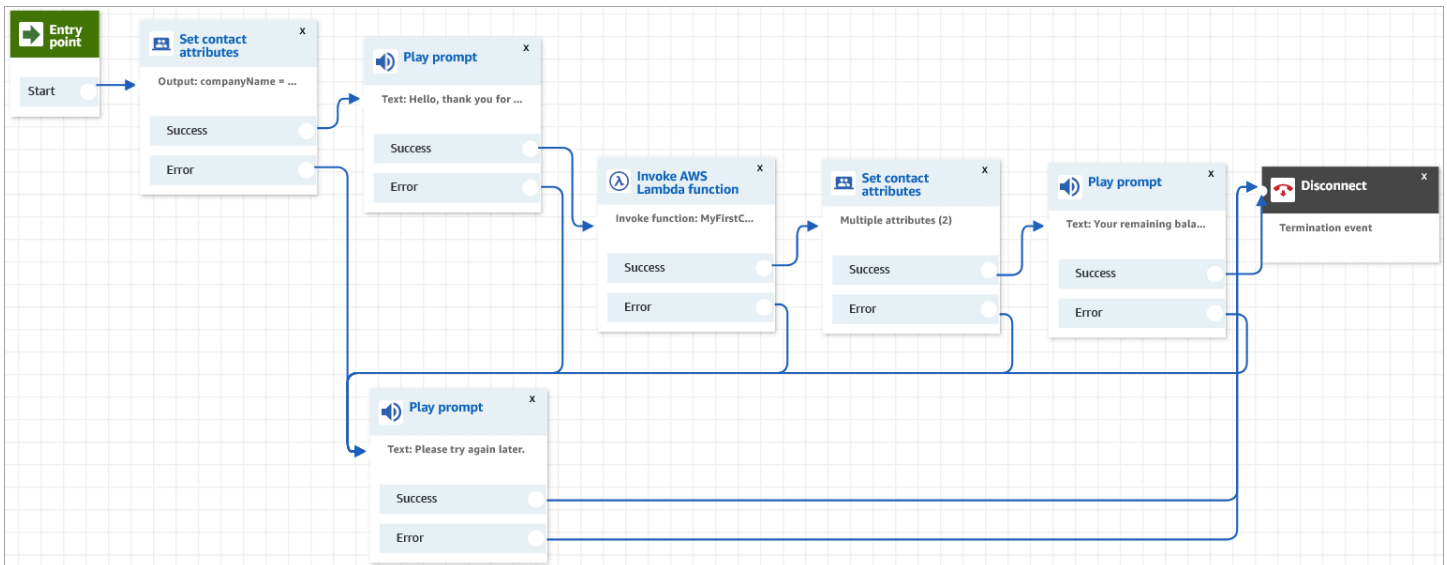 Entry
point
Start
Set contact
attributes
x
Output: companyName = ...
Success
Error
Play prompt
x
Text: Hello, thank you for ...
Success
Error
Invoke AWS
Lambda function
x
Invoke function: MyFirstC...
Success
Error
Set contact
attributes
x
Multiple attributes (2)
Success
Error
Play prompt
x
Text: Your remaining bala...
Success
Error
Disconnect
x
Termination event
Play prompt
x
Text: Please try again later.
Success
Error